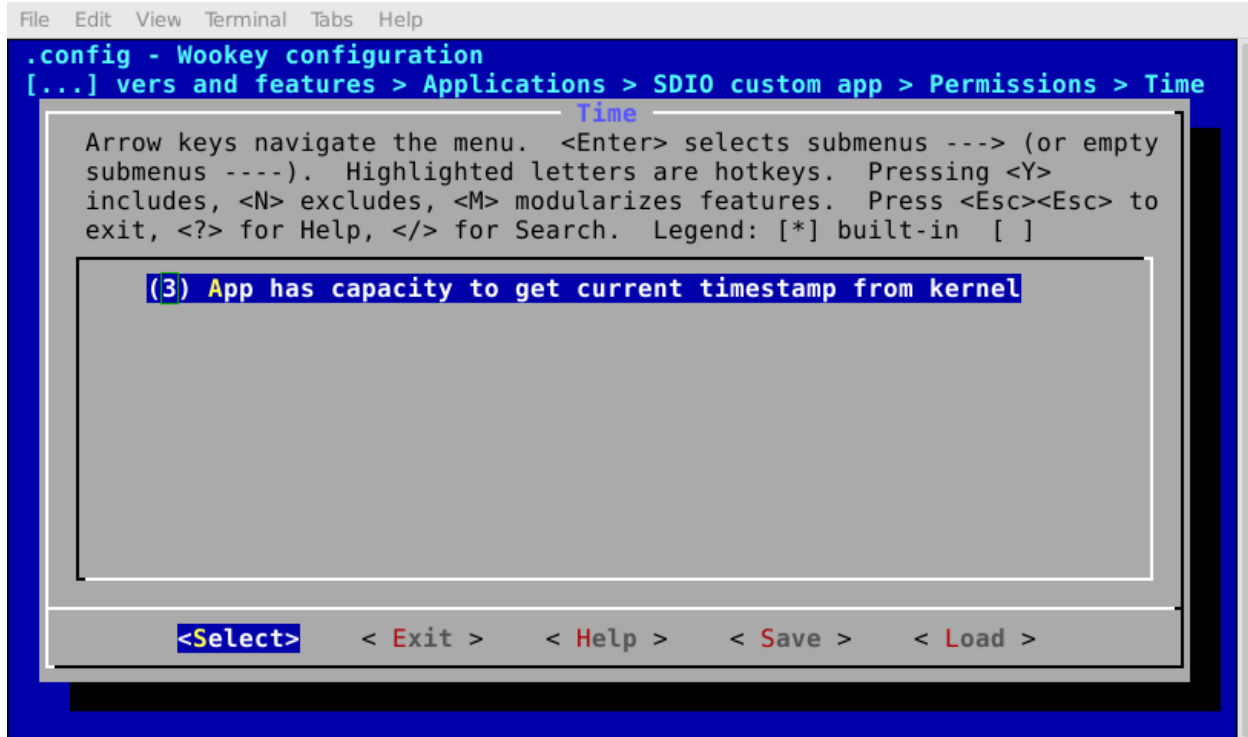 File Edit View Terminal Tabs Help
.config - Wookey configuration
[...] vers and features > Applications > SDIO custom app > Permissions > Time
Time
Arrow keys navigate the menu. <Enter> selects submenus ---> (or empty
submenus ----). Highlighted letters are hotkeys. Pressing <Y>
includes, <N> excludes, <M> modularizes features. Press <Esc><Esc> to
exit, <?> for Help, </> for Search. Legend: [*] built-in [ ]
(3) App has capacity to get current timestamp from kernel
<Select> < Exit > < Help > < Save > < Load >